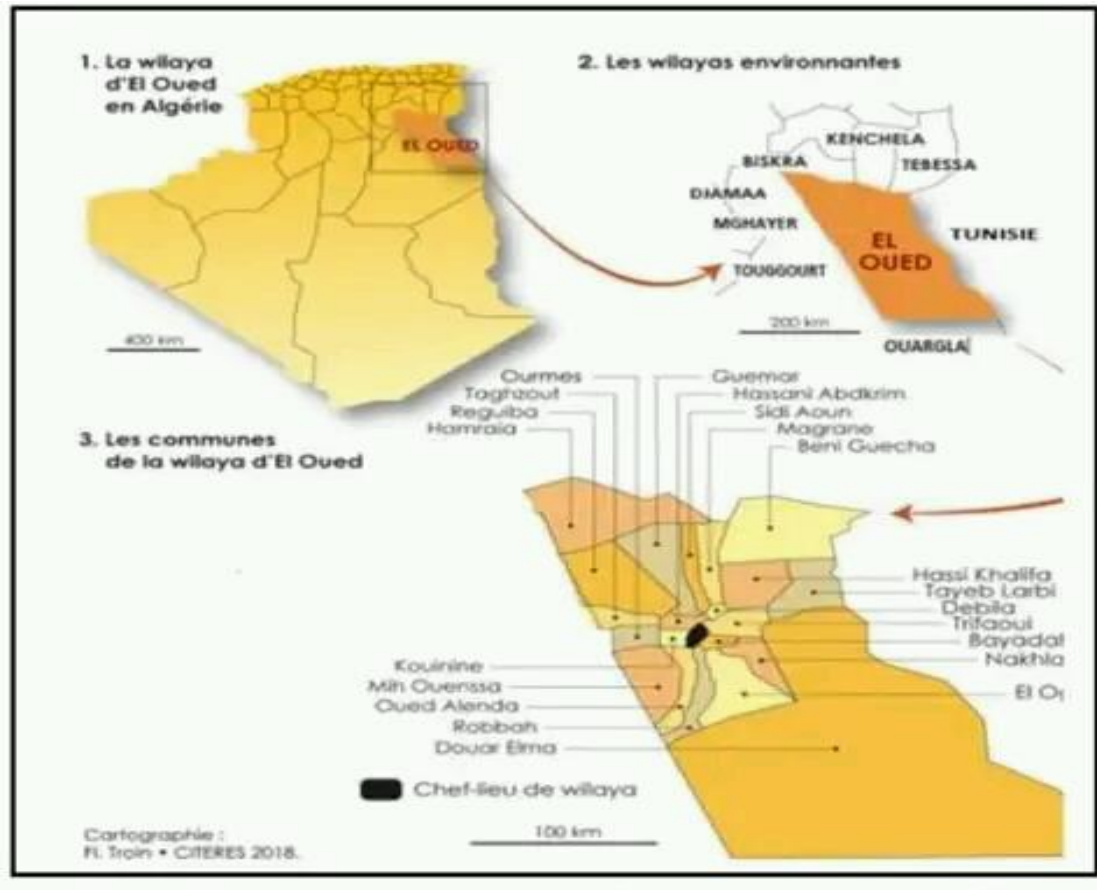 1. La wilaya
d'El Oued
en Algérie
EL OUED
400 km
2. Les wilayas environnantes
KENCHELA
BISKRA
TEBESSA
DJAMAA
MGHAYER
TUNISIE
EL
OUED
TOUGGOURT
200 km
OUARGLA
3. Les communes
de la wilaya d'El Oued
Ourmes
Taghzout
Reguiba
Hamraia
Guemar
Hassani Abdkrim
Sidi Aoun
Magrane
Beni Guecha
Hassi Khalifa
Tayeb Larbi
Debila
Trifaoui
Bayada
Nakhla
El O
Kouinine
Mih Ouenssa
Oued Alenda
Robbah
Douar Elma
Chef-lieu de wilaya
100 km
Cartographie :
Fl. Troin • CITERES 2018.